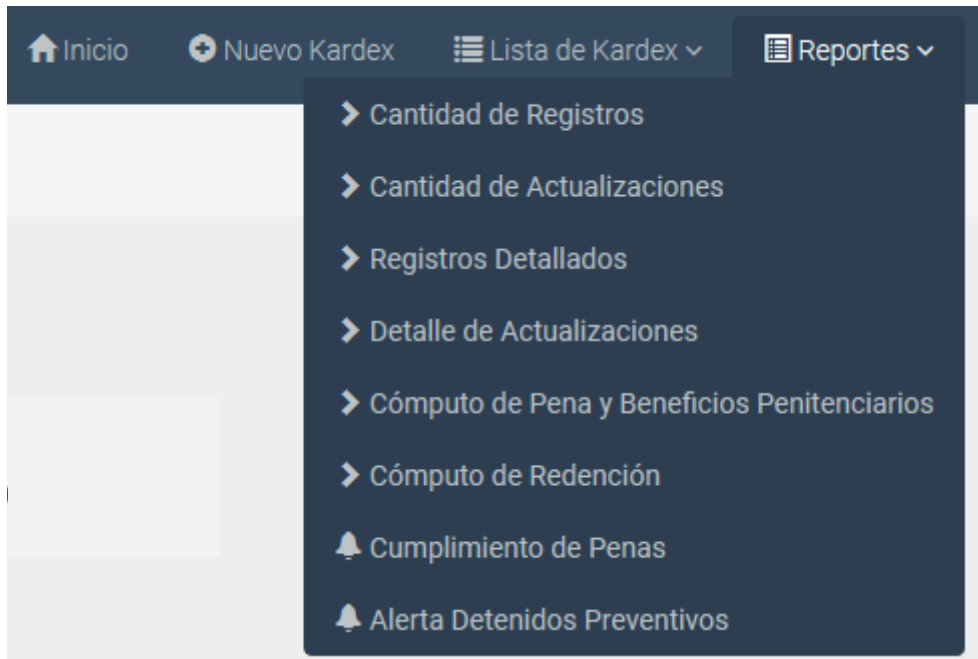 Inicio Nuevo Kardex Lista de Kardex Reportes
Cantidad de Registros
Cantidad de Actualizaciones
Registros Detallados
Detalle de Actualizaciones
Cómputo de Pena y Beneficios Penitenciarios
Cómputo de Redención
Cumplimiento de Penas
Alerta Detenidos Preventivos